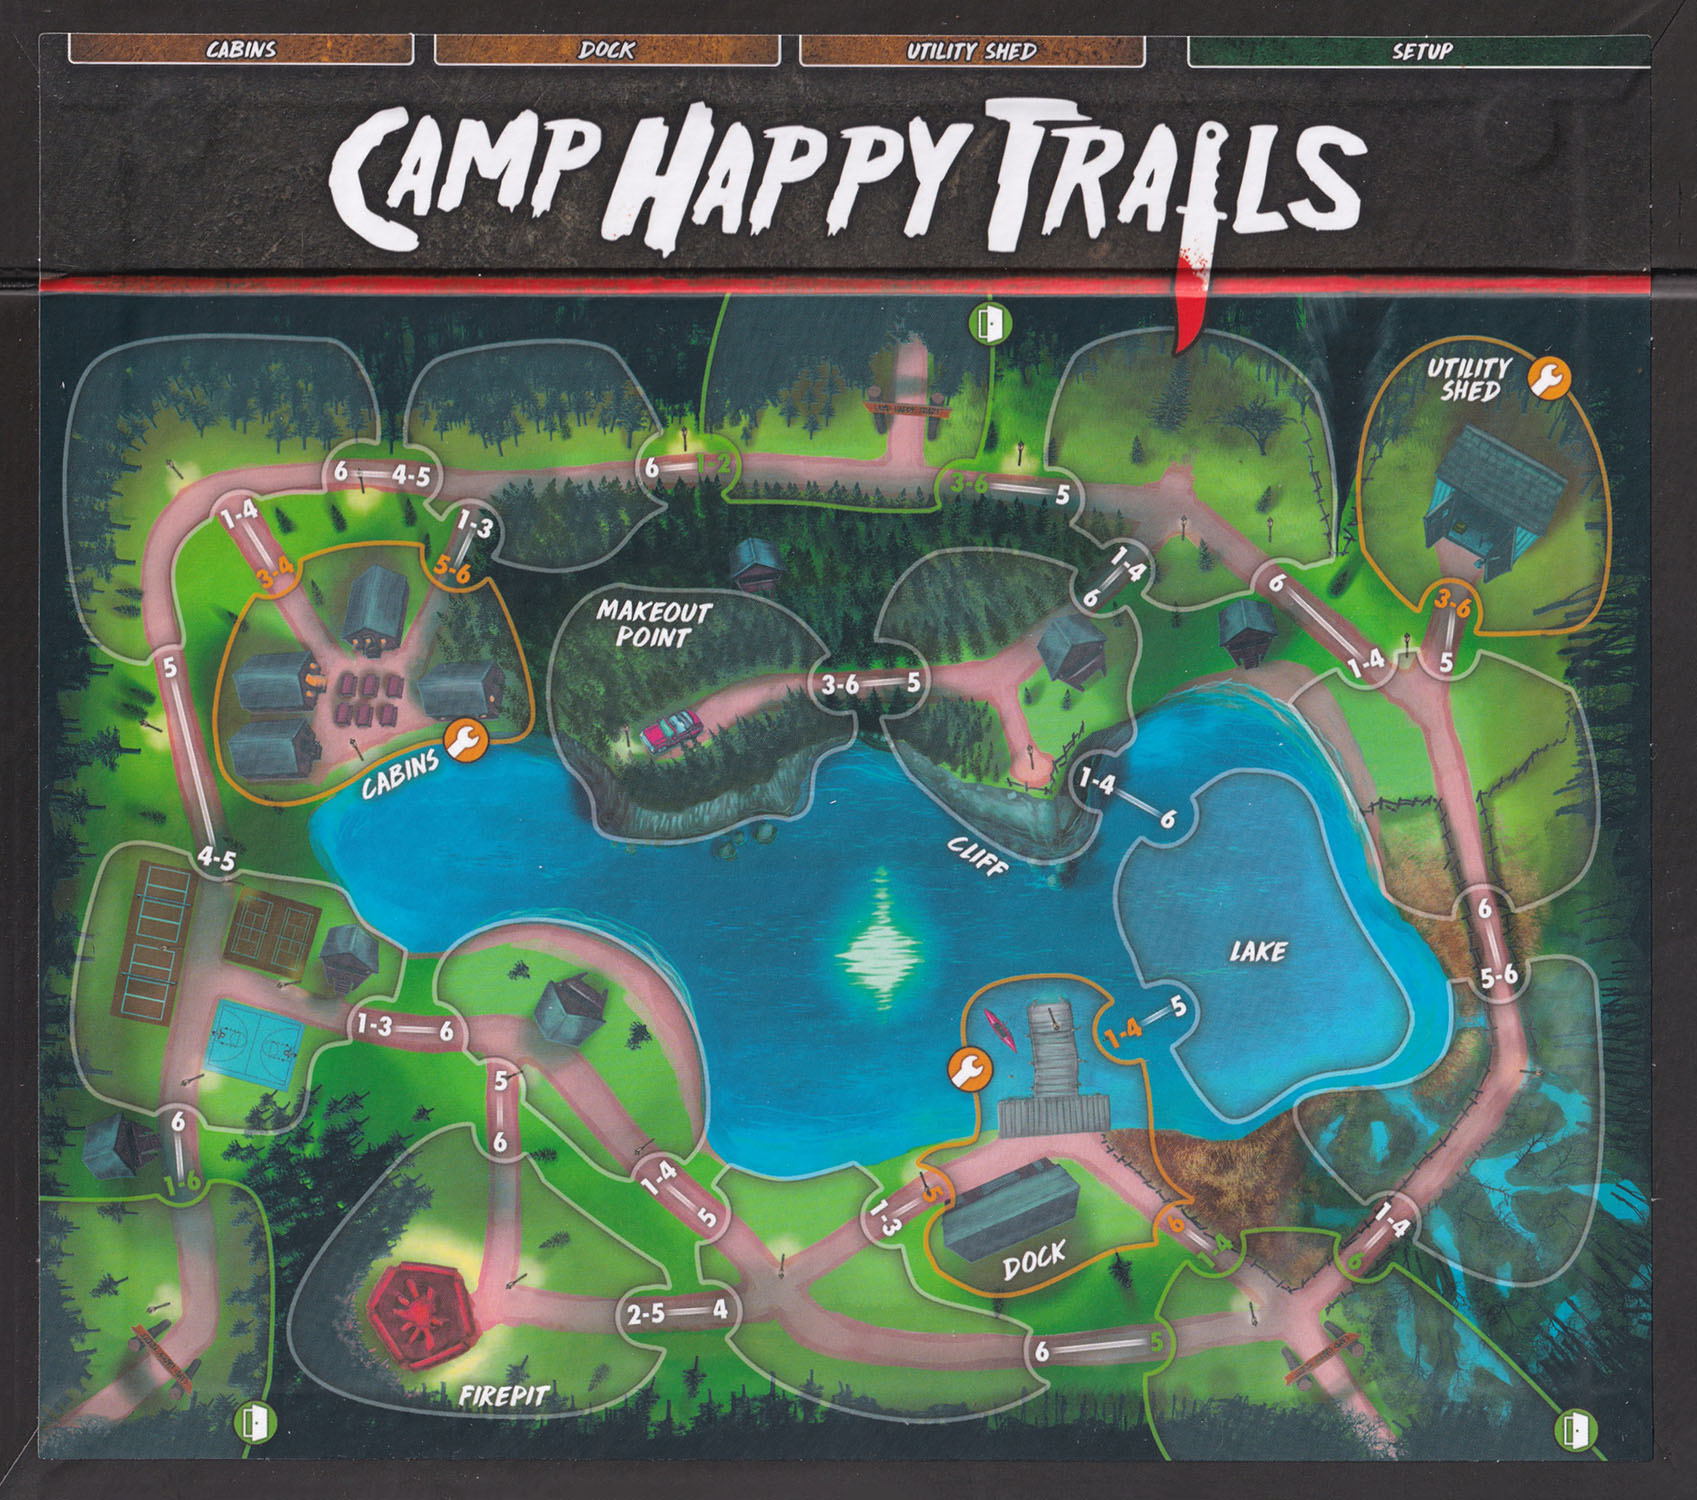 CABINS
DOCK
UTILITY SHED
SETUP
CAMP HAPPY TRAILS
UTILITY
SHED
6 4-5
6 1-2
3-6 5
1-4
3-4
1-3
5-6
1-4
6
6
1-4
3-6
5
MAKEOUT
POINT
3-6 5
5
4-5
CABINS
1-4
6
CLIFF
LAKE
6
5-6
1-3 6
5
6
1-4
5
6
1-6
1-4 5
1-3 5
6
1-4
1-4
6
DOCK
2-5 4
6 5
FIREPIT